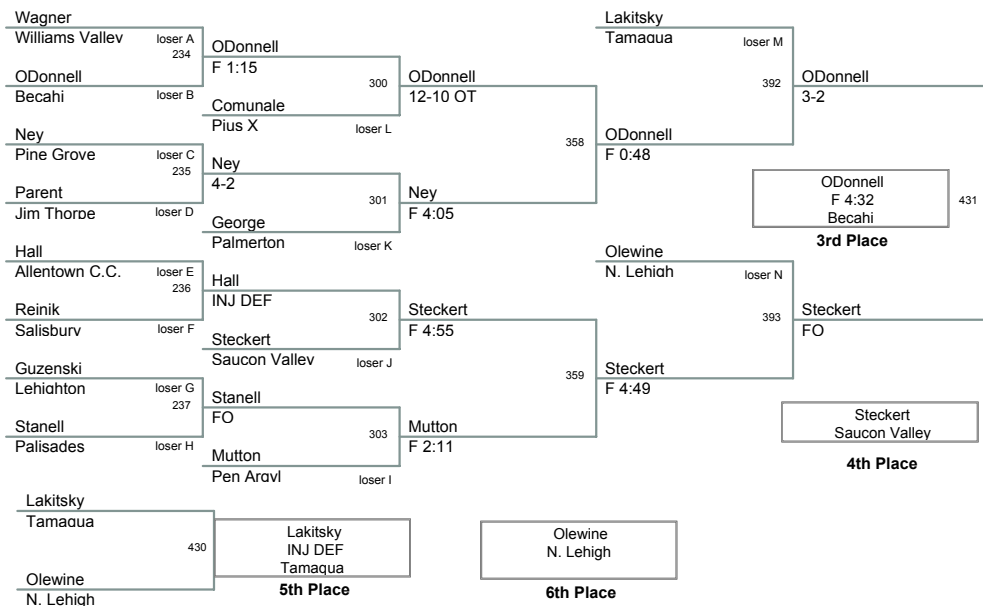 Wagner
Williams Valley
loser A
234
ODonnell
Becahi
loser B
ODonnell
F 1:15
300
Comunale
Pius X
loser L
Ney
Pine Grove
loser C
235
Parent
Jim Thorpe
loser D
Ney
4-2
301
George
Palmerton
loser K
Hall
Allentown C.C.
loser E
236
Reinik
Salisbury
loser F
Hall
INJ DEF
302
Steckert
Saucon Valley
loser J
Guzenski
Lehighton
loser G
237
Stanell
Palisades
loser H
Stanell
FO
303
Mutton
Pen Argyl
loser I
ODonnell
12-10 OT
358
Ney
F 4:05
Steckert
F 4:55
359
Mutton
F 2:11
Lakitsky
Tamaqua
loser M
392
ODonnell
F 0:48
ODonnell
3-2
ODonnell
F 4:32
Becahi
431
3rd Place
Olewine
N. Lehigh
loser N
393
Steckert
F 4:49
Steckert
FO
Steckert
Saucon Valley
4th Place
Lakitsky
Tamaqua
430
Olewine
N. Lehigh
Lakitsky
INJ DEF
Tamaqua
5th Place
Olewine
N. Lehigh
6th Place